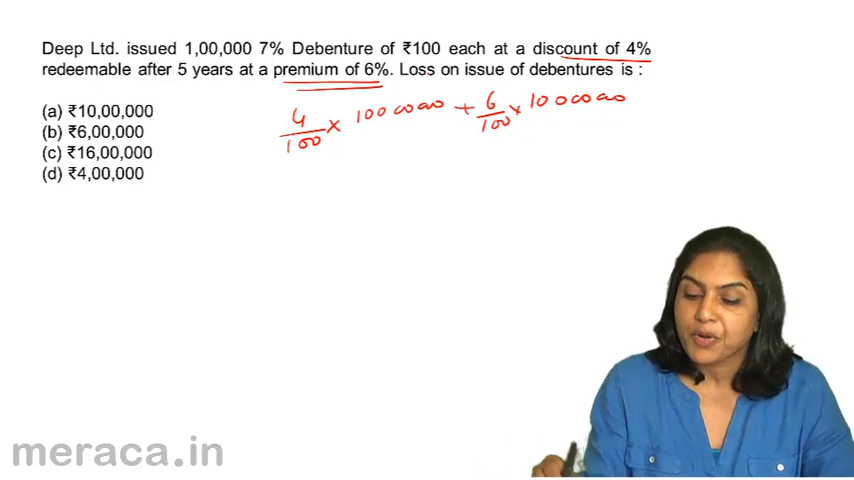 Deep Ltd. issued 1,00,000 7% Debenture of ₹100 each at a discount of 4%
redeemable after 5 years at a premium of 6%. Loss on issue of debentures is :
(a) ₹10,00,000
(b) ₹6,00,000
(c) ₹16,00,000
(d) ₹4,00,000
4/100 × 10000000 + 6/100 × 10000000
meraca.in